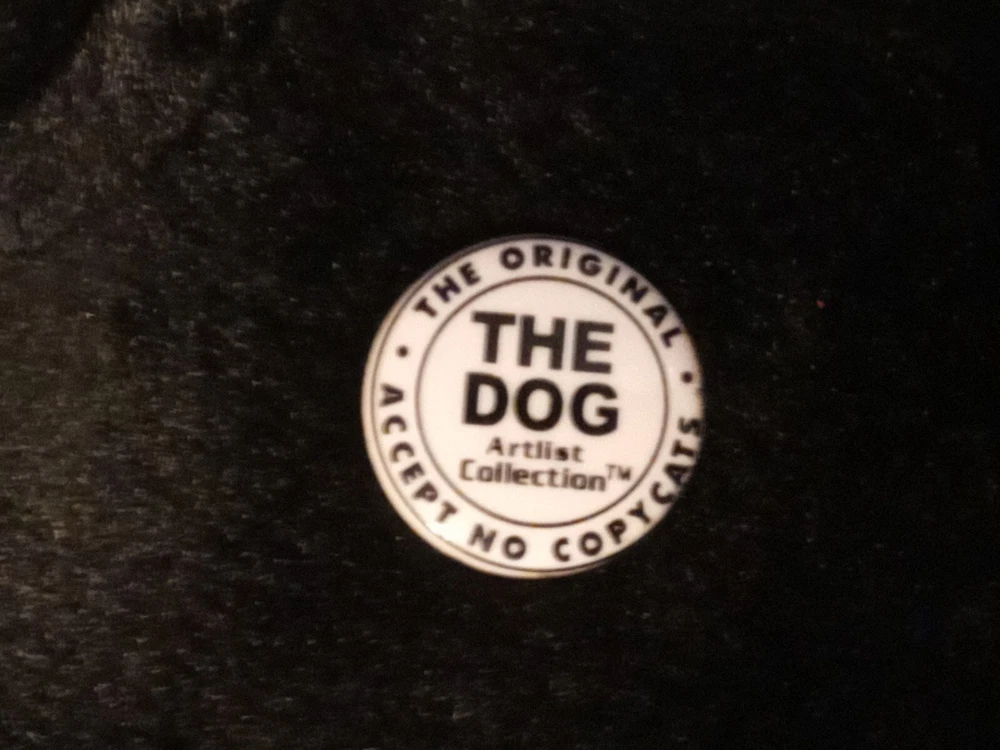 THE ORIGINAL
THE
DOG
Artlist
Collection™
• ACCEPT NO COPYCATS •